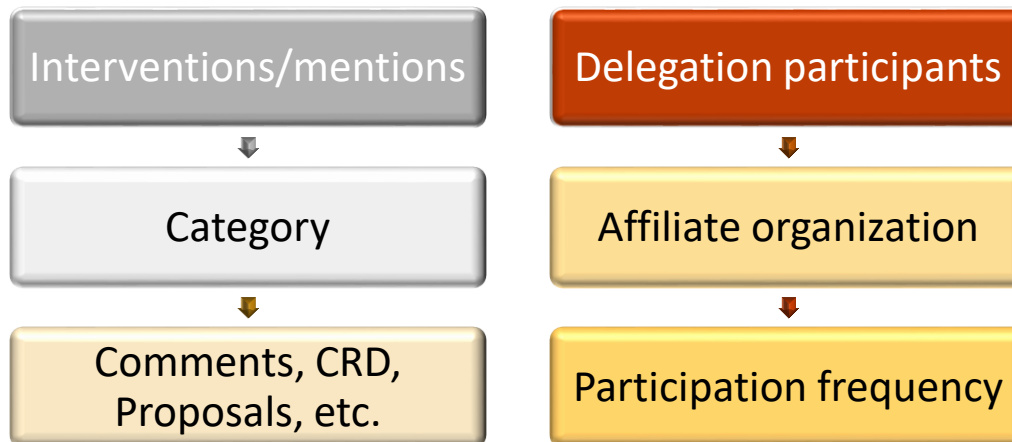 Interventions/mentions
Category
Comments, CRD,
Proposals, etc.
Delegation participants
Affiliate organization
Participation frequency